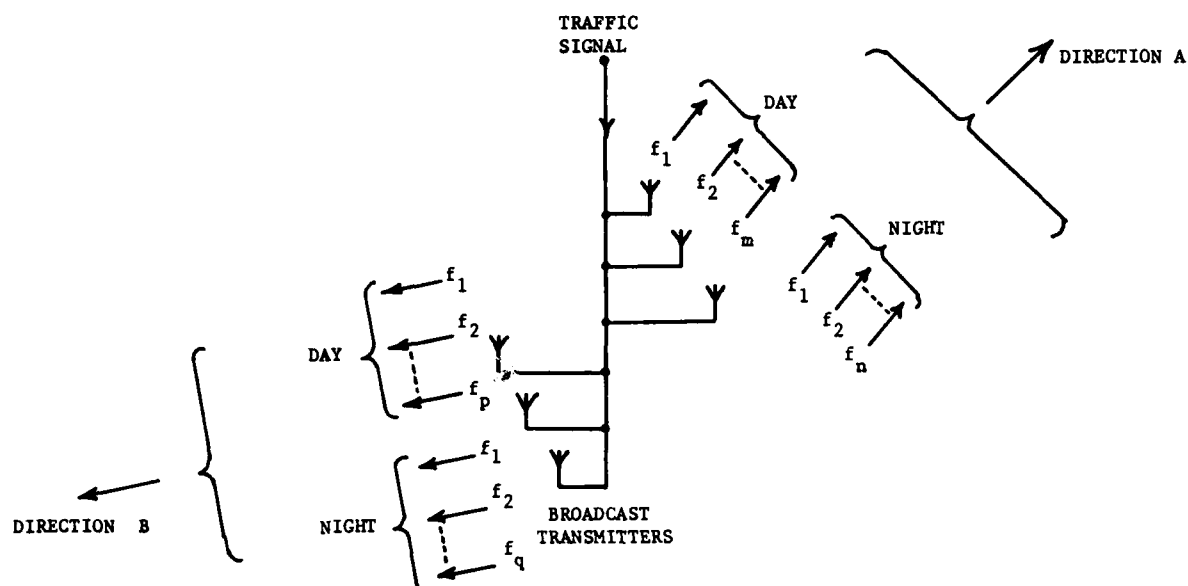 TRAFFIC
SIGNAL
DIRECTION A
DAY
f1
f2
fm
NIGHT
f1
f2
fn
DAY
f1
f2
fp
NIGHT
f1
f2
fq
DIRECTION B
BROADCAST
TRANSMITTERS